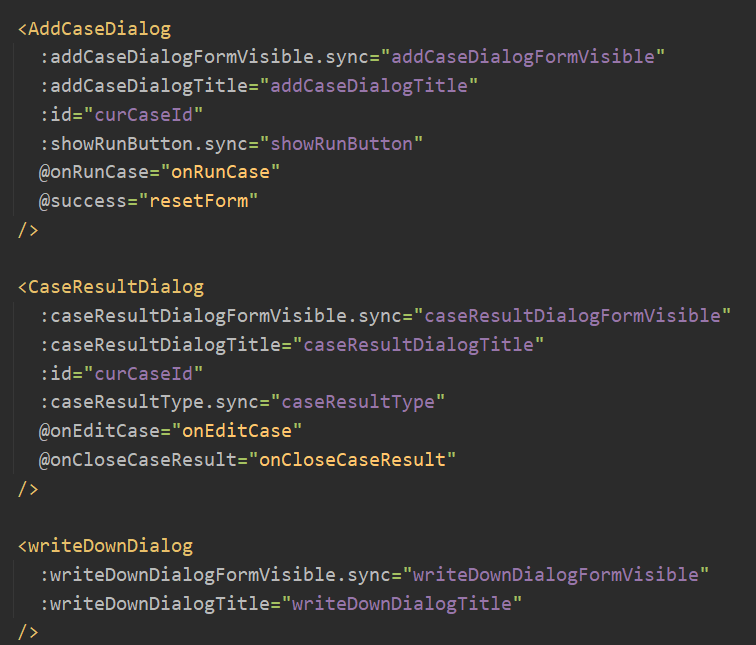 <AddCaseDialog
:addCaseDialogFormVisible.sync="addCaseDialogFormVisible"
:addCaseDialogTitle="addCaseDialogTitle"
:id="curCaseId"
:showRunButton.sync="showRunButton"
@onRunCase="onRunCase"
@success="resetForm"
/>
<CaseResultDialog
:caseResultDialogFormVisible.sync="caseResultDialogFormVisible"
:caseResultDialogTitle="caseResultDialogTitle"
:id="curCaseId"
:caseResultType.sync="caseResultType"
@onEditCase="onEditCase"
@onCloseCaseResult="onCloseCaseResult"
/>
<writeDownDialog
:writeDownDialogFormVisible.sync="writeDownDialogFormVisible"
:writeDownDialogTitle="writeDownDialogTitle"
/>